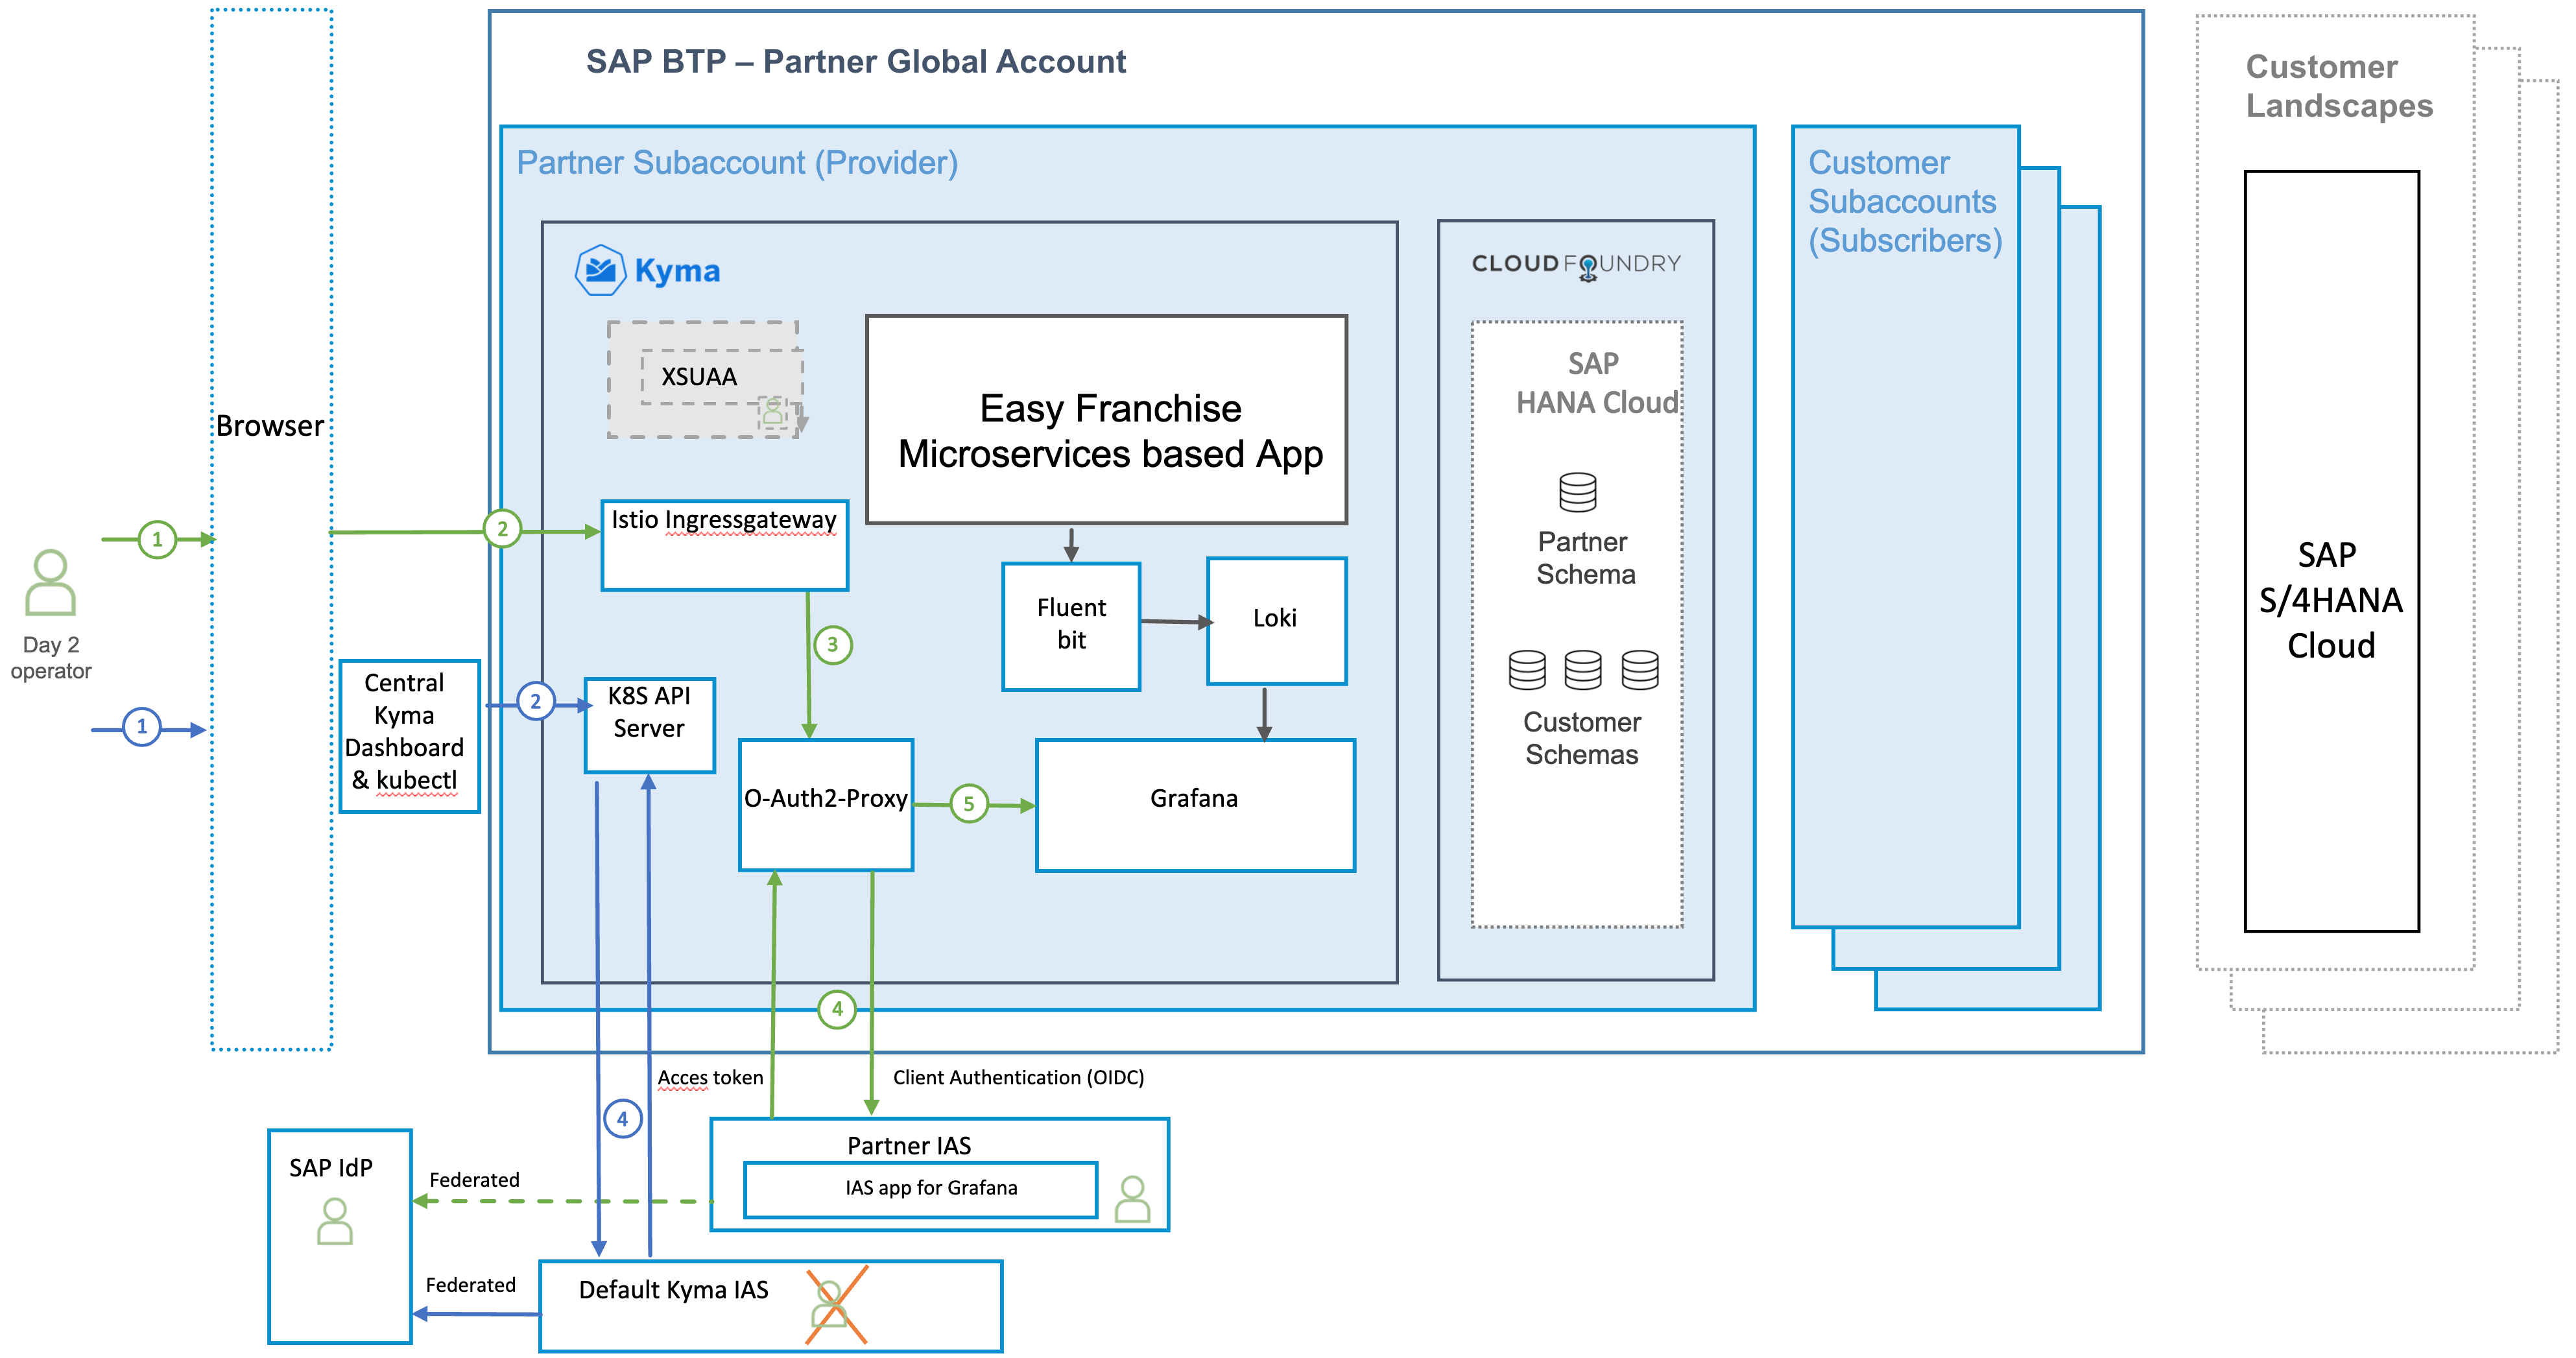 SAP BTP – Partner Global Account
Customer
Landscapes
Partner Subaccount (Provider)
Customer
Subaccounts
(Subscribers)
Kyma
CLOUD FOUNDRY
XSUAA
Easy Franchise
Microservices based App
SAP
HANA Cloud
Browser
Istio Ingressgateway
1
2
Partner
Schema
SAP
S/4HANA
Cloud
Fluent
bit
Loki
3
Day 2
operator
Central
Kyma
Dashboard
& kubectl
1
2
K8S API
Server
Customer
Schemas
O-Auth2-Proxy
5
Grafana
4
Acces token
Client Authentication (OIDC)
4
Partner IAS
IAS app for Grafana
SAP IdP
Federated
Federated
Default Kyma IAS